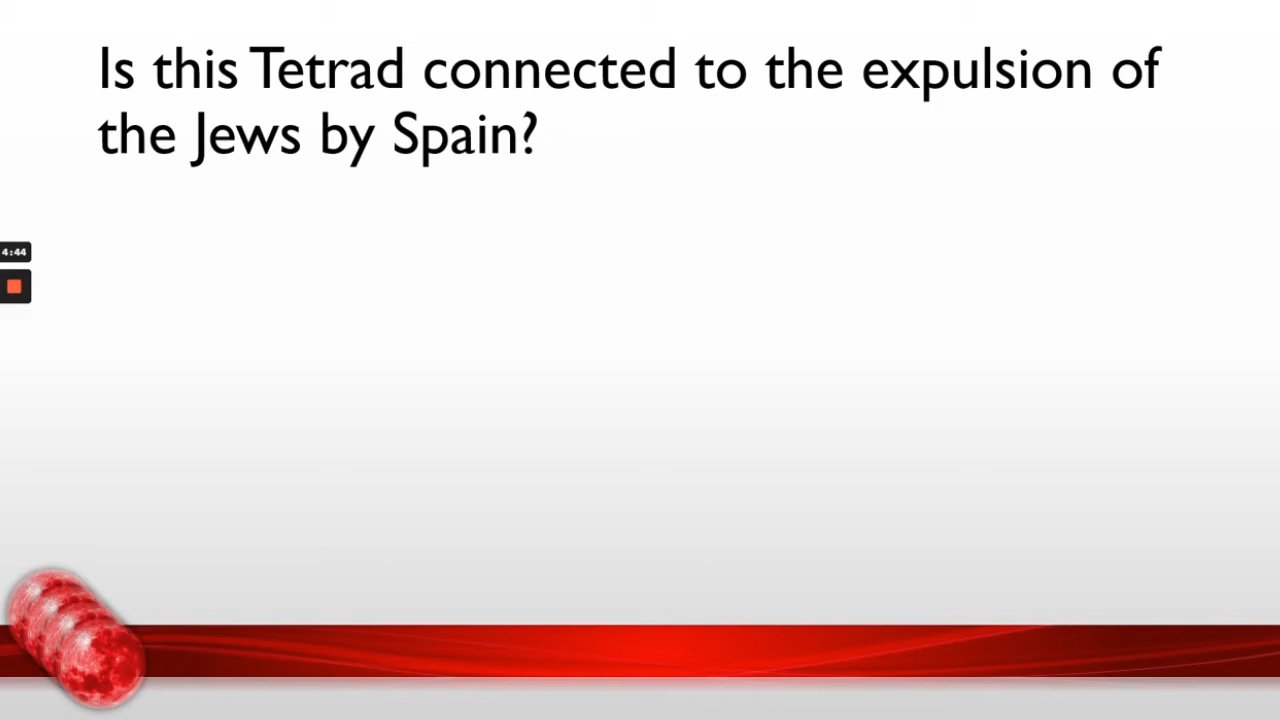 Is this Tetrad connected to the expulsion of
the Jews by Spain?
4:44